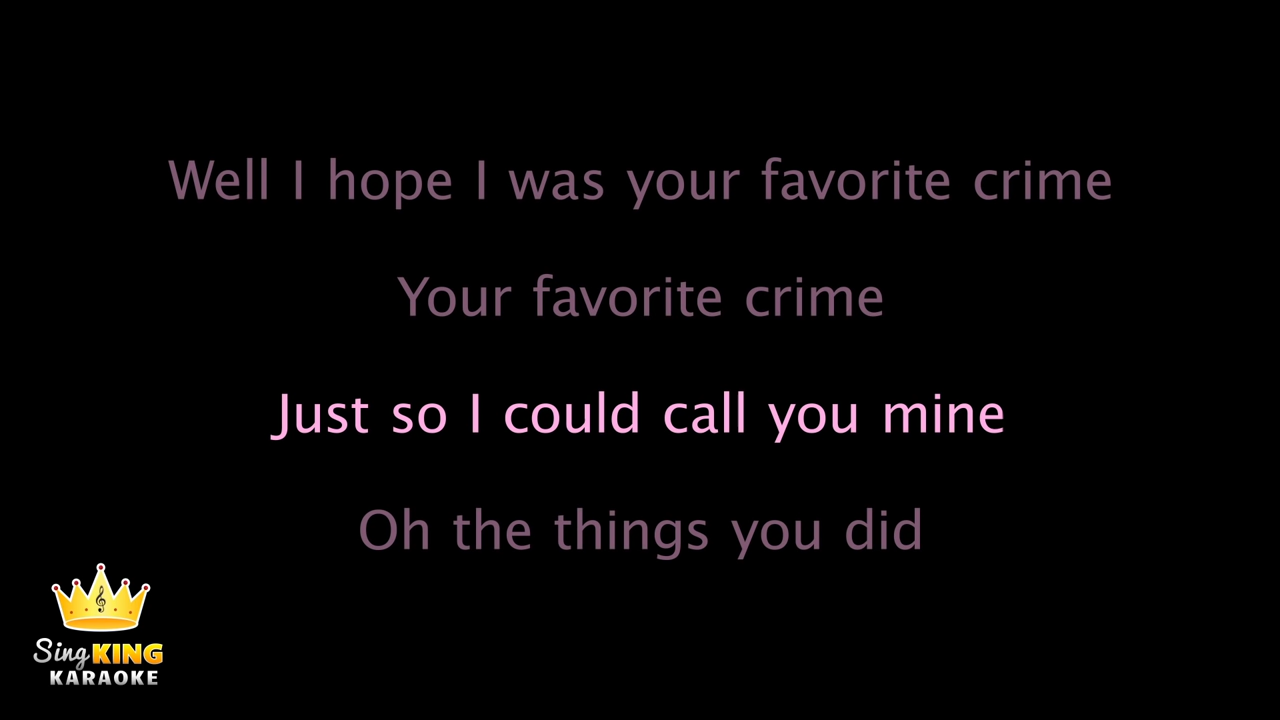 Well I hope I was your favorite crime
Your favorite crime
Just so I could call you mine
Oh the things you did
Sing KING
KARAOKE